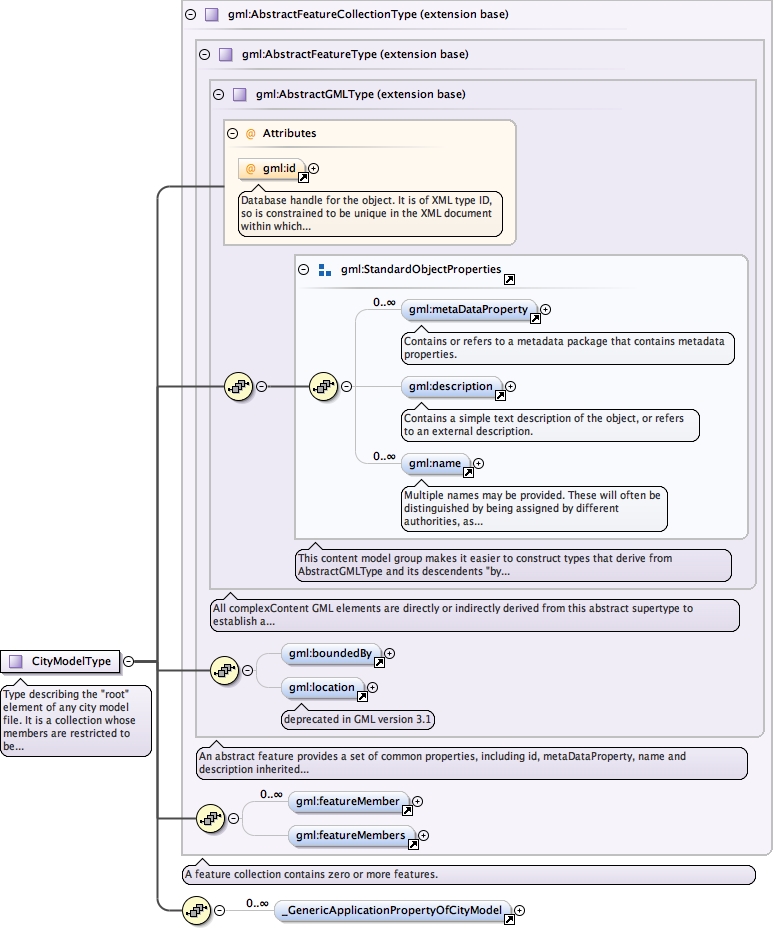 gml:AbstractFeatureCollectionType (extension base)
gml:AbstractFeatureType (extension base)
gml:AbstractGMLType (extension base)
@ Attributes
@ gml:id
Database handle for the object. It is of XML type ID,
so is constrained to be unique in the XML document
within which...
gml:StandardObjectProperties
0..∞
gml:metaDataProperty
Contains or refers to a metadata package that contains metadata
properties.
gml:description
Contains a simple text description of the object, or refers
to an external description.
0..∞
gml:name
Multiple names may be provided. These will often be
distinguished by being assigned by different
authorities, as...
This content model group makes it easier to construct types that derive from
AbstractGMLType and its descendents "by...
All complexContent GML elements are directly or indirectly derived from this abstract supertype to
establish a...
CityModelType
Type describing the "root"
element of any city model
file. It is a collection whose
members are restricted to
be...
gml:boundedBy
gml:location
deprecated in GML version 3.1
An abstract feature provides a set of common properties, including id, metaDataProperty, name and
description inherited...
0..∞
gml:featureMember
gml:featureMembers
A feature collection contains zero or more features.
0..∞
_GenericApplicationPropertyOfCityModel